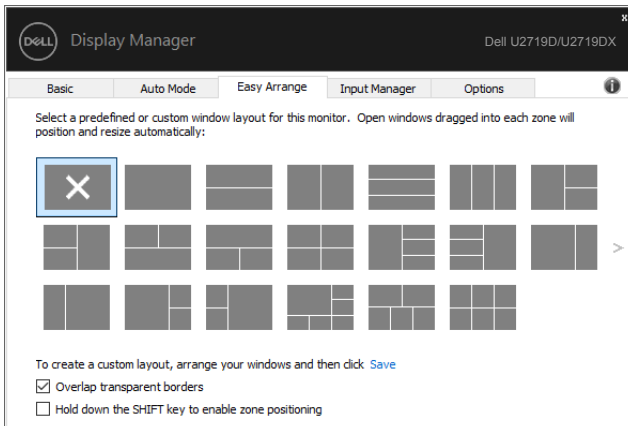 x
DELL Display Manager Dell U2719D/U2719DX
Basic Auto Mode Easy Arrange Input Manager Options
Select a predefined or custom window layout for this monitor. Open windows dragged into each zone will
position and resize automatically:
To create a custom layout, arrange your windows and then click Save
Overlap transparent borders
Hold down the SHIFT key to enable zone positioning